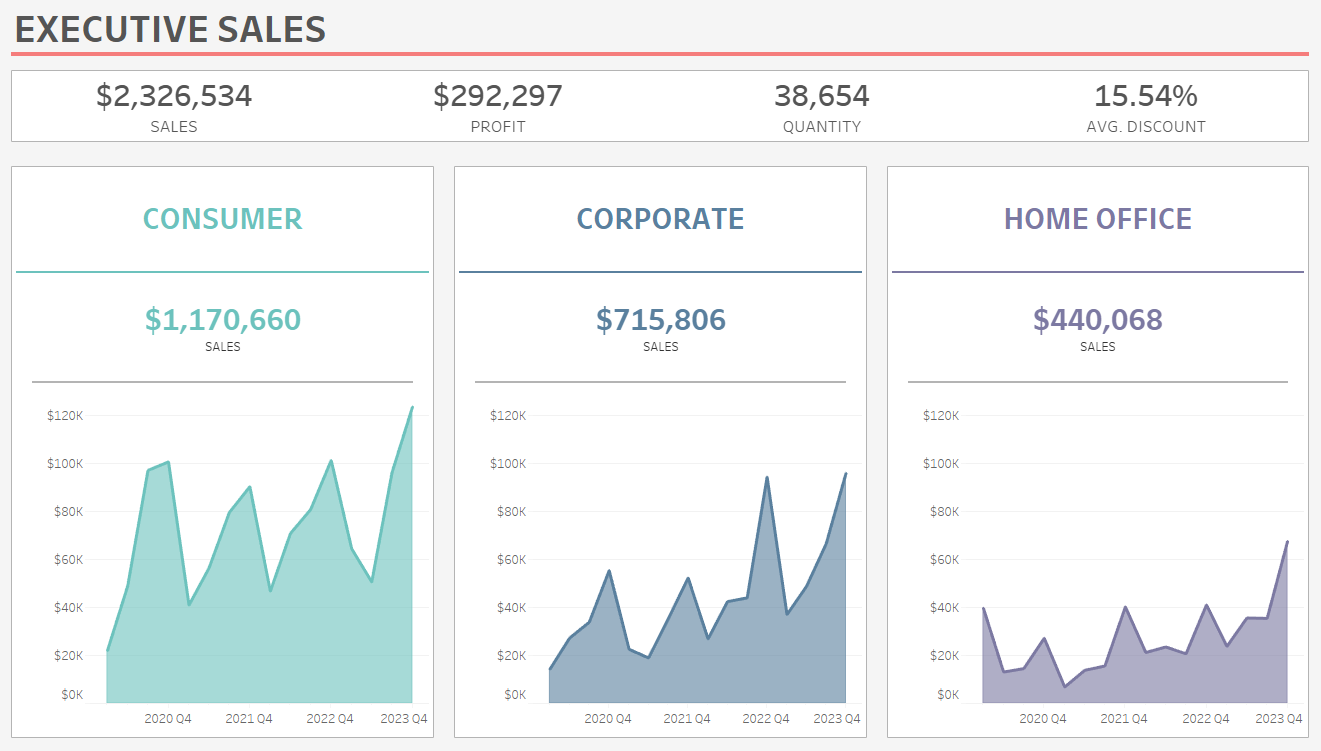 EXECUTIVE SALES
$2,326,534 $292,297 38,654 15.54%
SALES PROFIT QUANTITY AVG. DISCOUNT
CONSUMER
$1,170,660
SALES
$120K
$100K
$80K
$60K
$40K
$20K
$0K
2020 Q4 2021 Q4 2022 Q4 2023 Q4
CORPORATE
$715,806
SALES
$120K
$100K
$80K
$60K
$40K
$20K
$0K
2020 Q4 2021 Q4 2022 Q4 2023 Q4
HOME OFFICE
$440,068
SALES
$120K
$100K
$80K
$60K
$40K
$20K
$0K
2020 Q4 2021 Q4 2022 Q4 2023 Q4